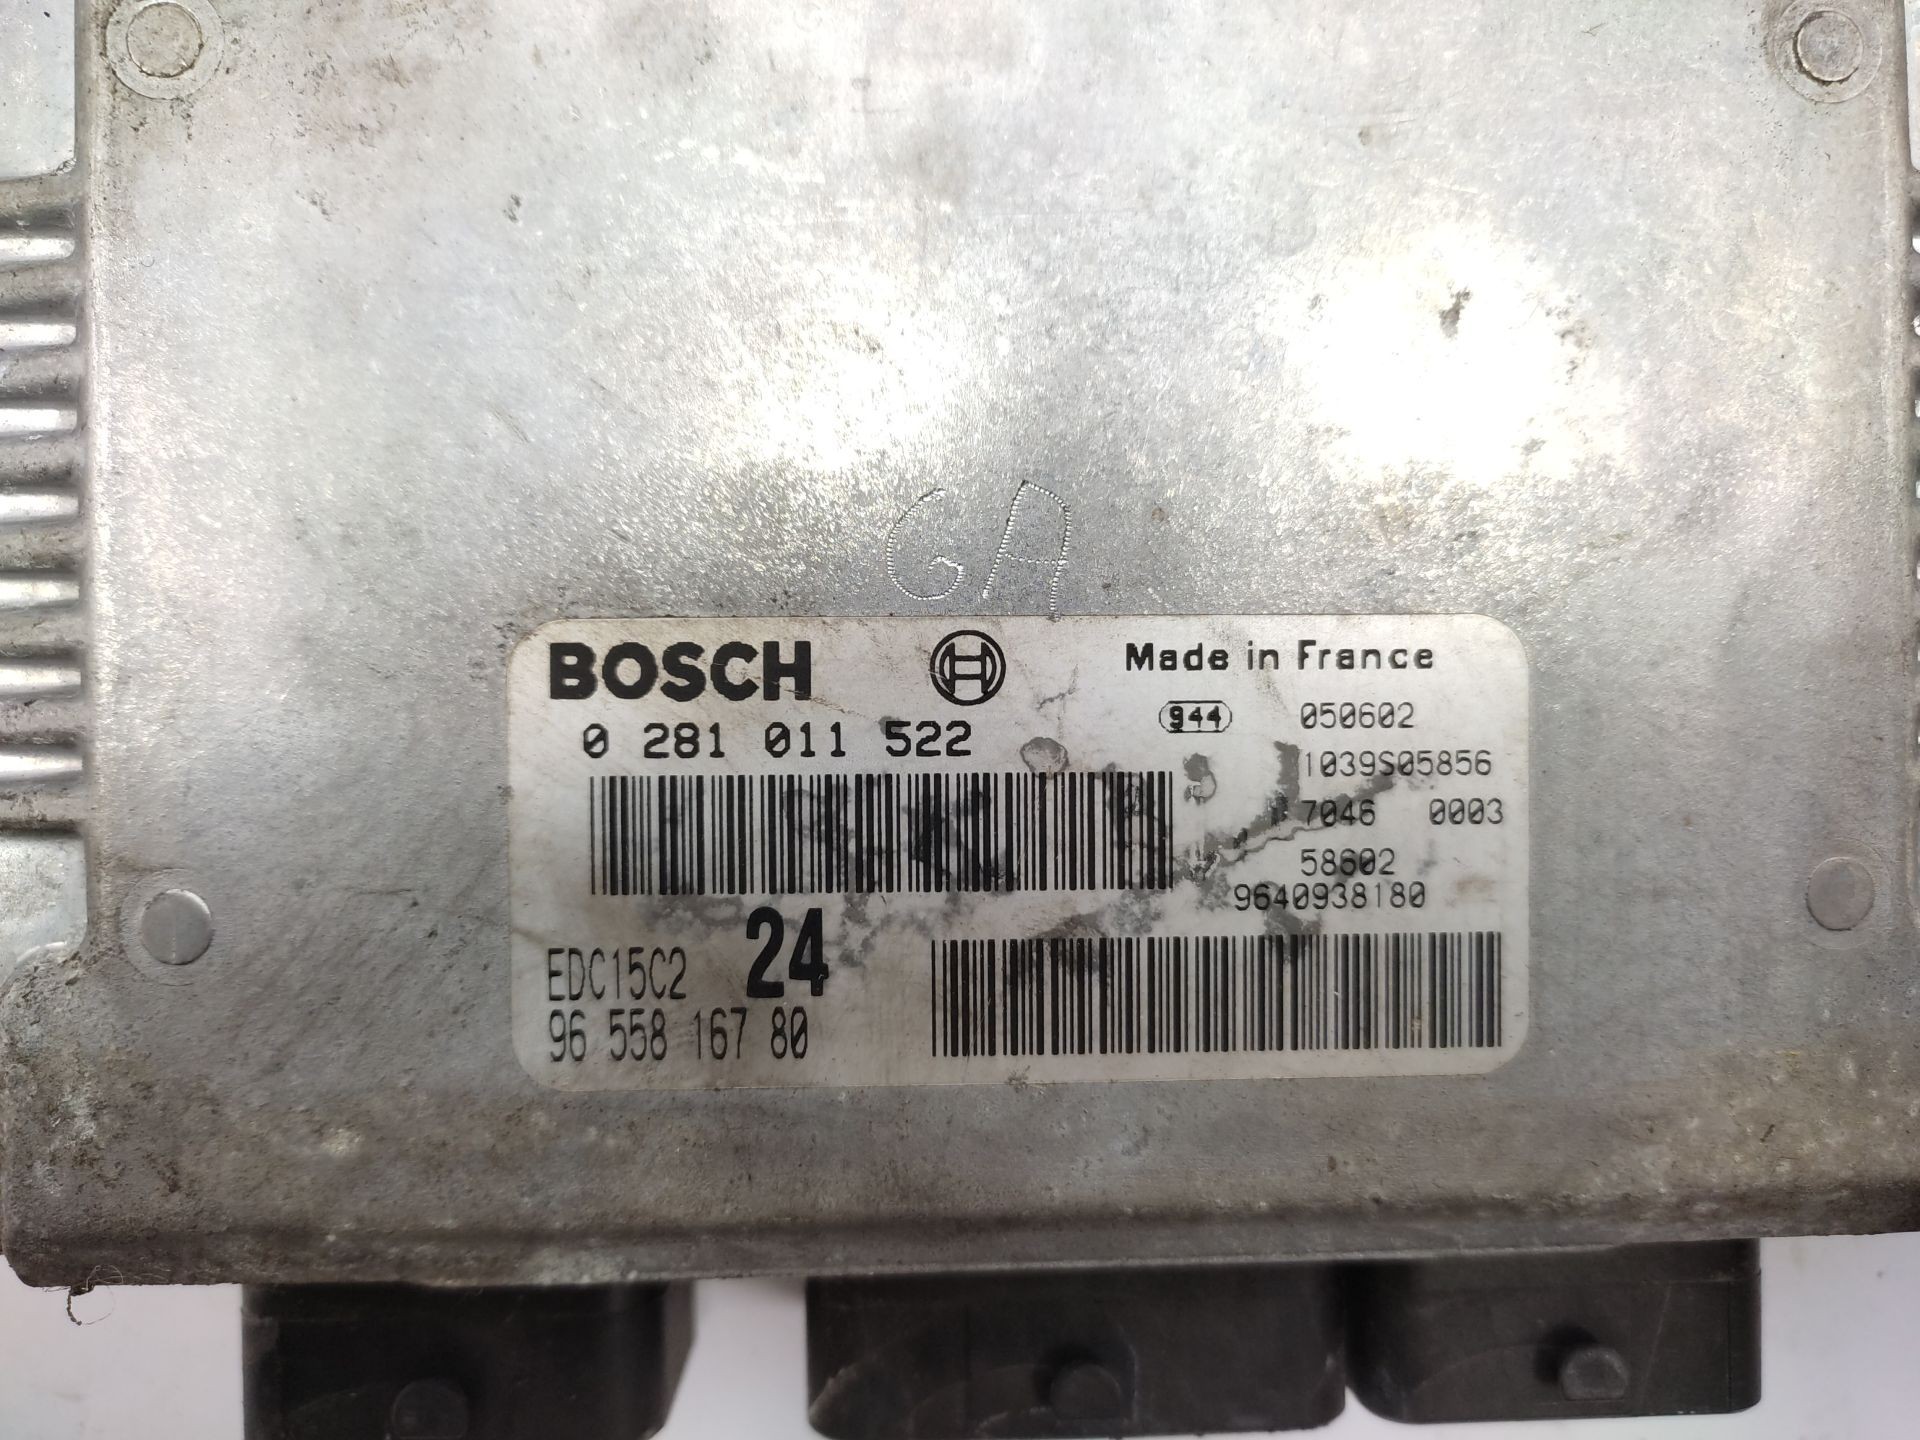 GA
BOSCH
Made in France
0 281 011 522
944
050602
1039S05856
7046 0003
58602
9640938180
24
EDC15C2
96 558 167 80